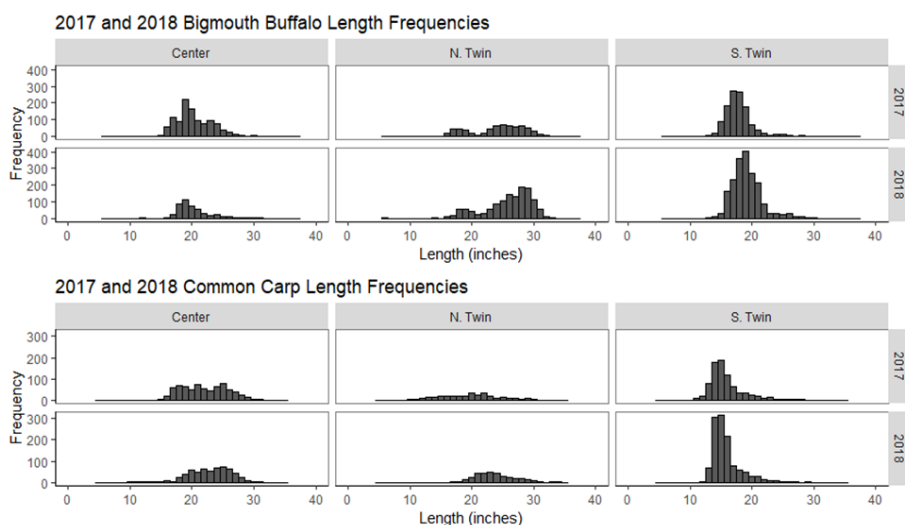 2017 and 2018 Bigmouth Buffalo Length Frequencies
Center N. Twin S. Twin
400
300
200
100
0
2017
Frequency
400
300
200
100
0
2018
0 10 20 30 40 0 10 20 30 40 0 10 20 30 40
Length (inches)
2017 and 2018 Common Carp Length Frequencies
Center N. Twin S. Twin
300
200
100
0
2017
Frequency
300
200
100
0
2018
0 10 20 30 40 0 10 20 30 40 0 10 20 30 40
Length (inches)